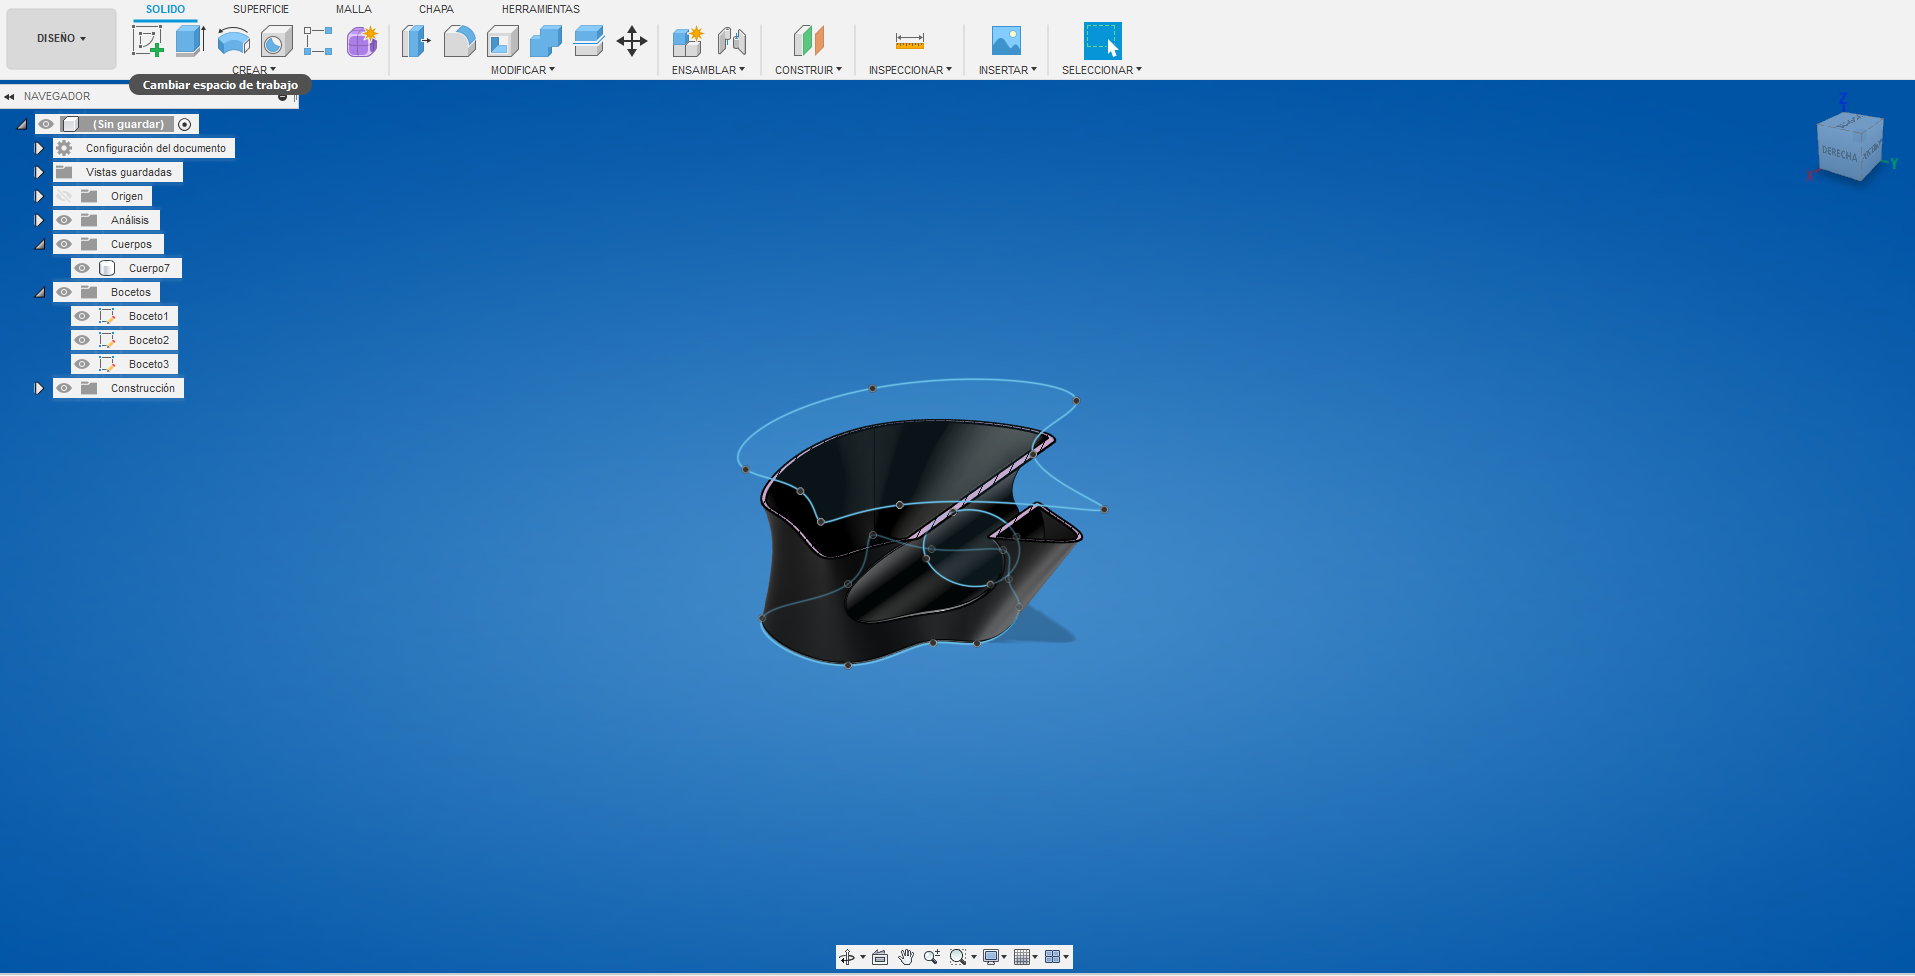 SOLIDO SUPERFICIE MALLA CHAPA HERRAMIENTAS
DISEÑO
CREAR MODIFICAR ENSAMBLAR CONSTRUIR INSPECCIONAR INSERTAR SELECCIONAR
Cambiar espacio de trabajo
NAVEGADOR
(Sin guardar)
Configuración del documento
Vistas guardadas
Origen
Análisis
Cuerpos
Cuerpo7
Bocetos
Boceto1
Boceto2
Boceto3
Construcción
Z
DERECHA
Y
X